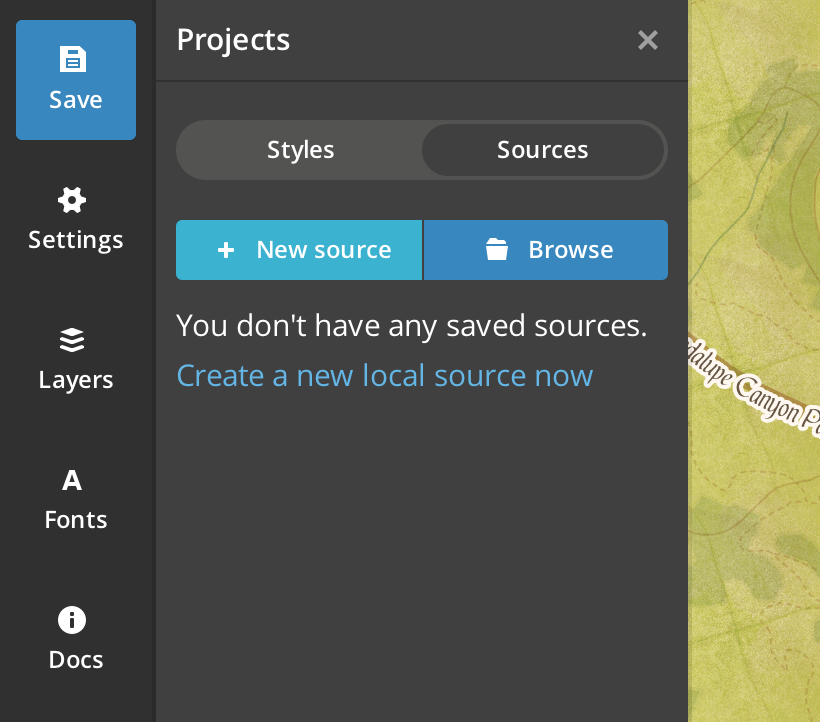 Projects
Save
Styles
Sources
Settings
New source
Browse
You don't have any saved sources.
Create a new local source now
Layers
Canyon
Fonts
Docs